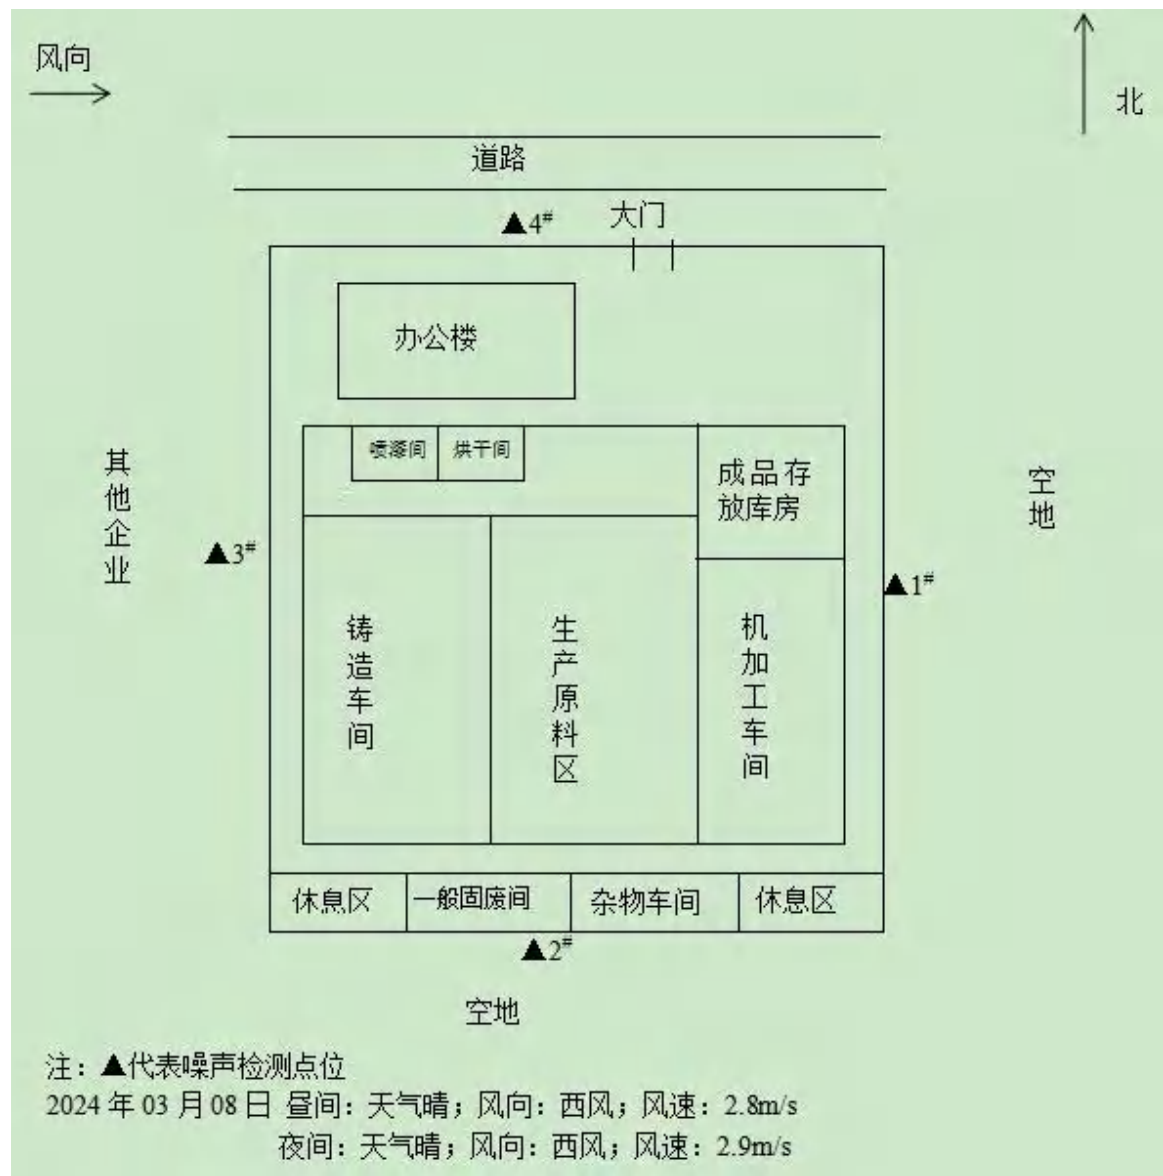 风向
北
道路
▲4#
大门
办公楼
喷漆间
烘干间
成品存
放库房
其他企业
空地
▲3#
▲1#
铸造车间
生产原料区
机加工车间
休息区
一般固废间
杂物车间
休息区
▲2#
空地
注：▲代表噪声检测点位
2024 年 03 月 08 日 昼间：天气晴；风向：西风；风速：2.8m/s
夜间：天气晴；风向：西风；风速：2.9m/s